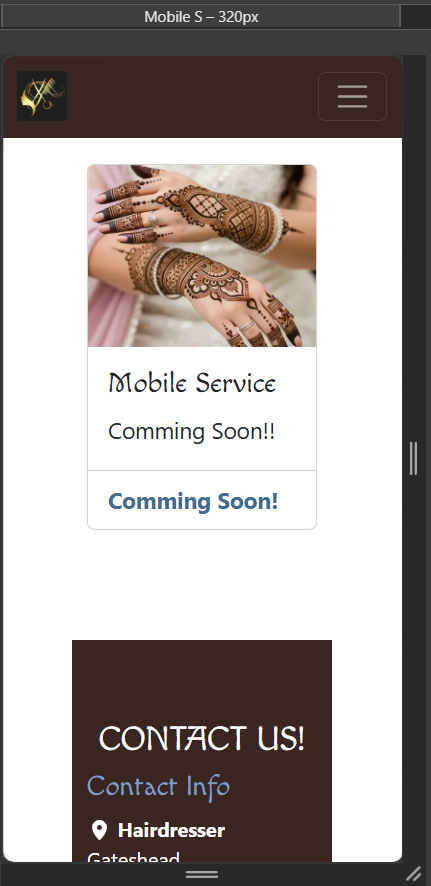 Mobile S – 320px
Mobile Service
Comming Soon!!
Comming Soon!
CONTACT US!
Contact Info
Hairdresser
Gateshead